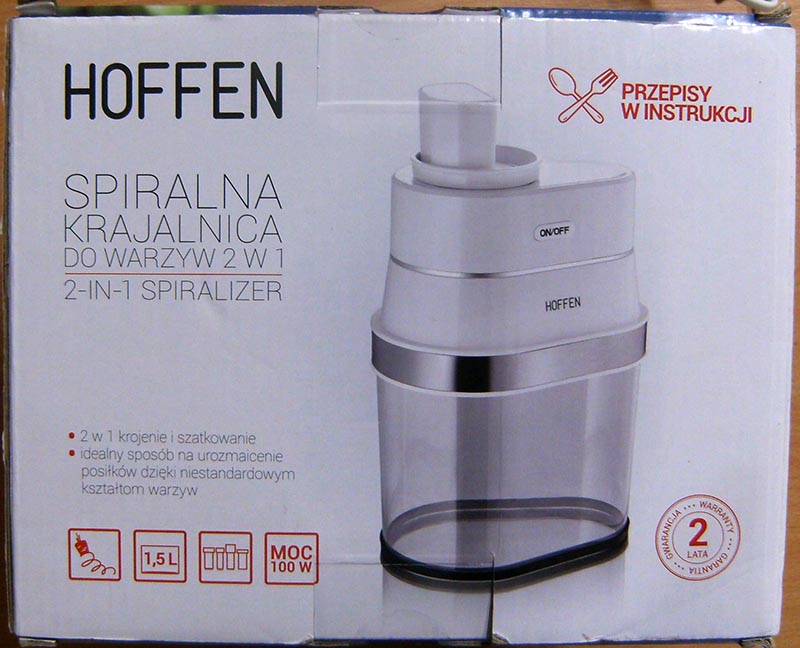 HOFFEN
PRZEPISY
W INSTRUKCJI
SPIRALNA
KRAJALNICA
DO WARZYW 2 W 1
2-IN-1 SPIRALIZER
ON/OFF
HOFFEN
• 2 w 1 krojenie i szatkowanie
• idealny sposób na urozmaicenie
posiłków dzięki niestandardowym
kształtom warzyw
1,5 L
MOC
100 W
GWARANCJA ••• WARRANTY ••• GARANTIA •••
2
LATA